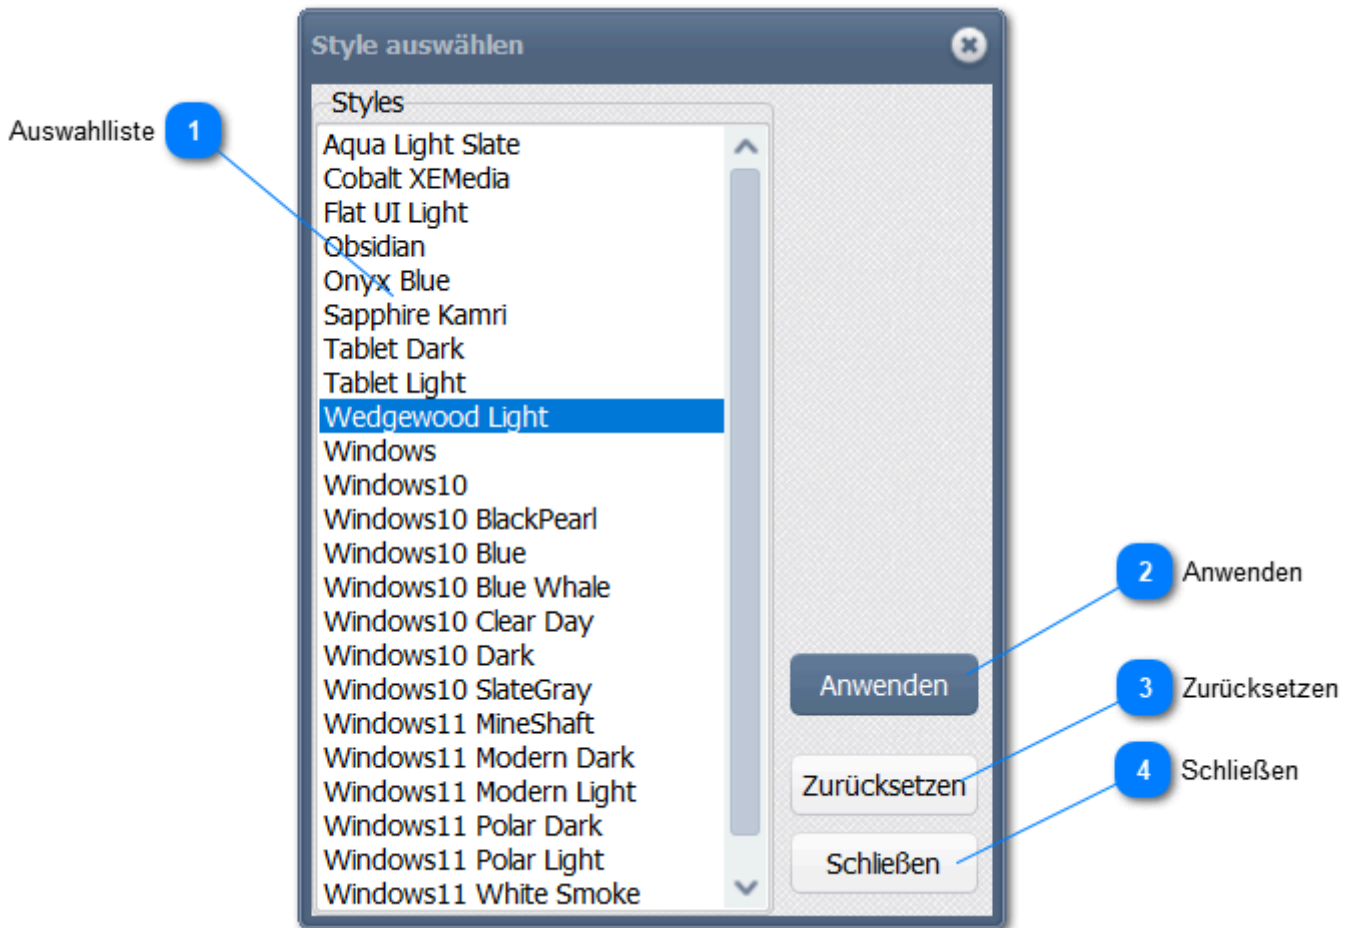 Style auswählen
Styles
Auswahlliste
1
Aqua Light Slate
Cobalt XEMedia
Flat UI Light
Obsidian
Onyx Blue
Sapphire Kamri
Tablet Dark
Tablet Light
Wedgewood Light
Windows
Windows10
Windows10 BlackPearl
Windows10 Blue
Windows10 Blue Whale
Windows10 Clear Day
Windows10 Dark
Windows10 SlateGray
Windows11 MineShaft
Windows11 Modern Dark
Windows11 Modern Light
Windows11 Polar Dark
Windows11 Polar Light
Windows11 White Smoke
Anwenden
Zurücksetzen
Schließen
2 Anwenden
3 Zurücksetzen
4 Schließen